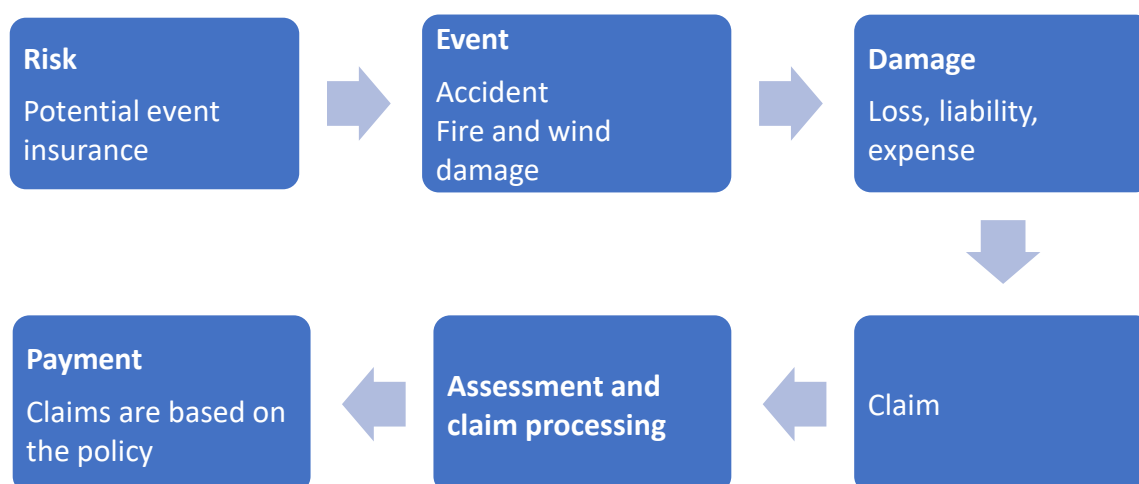 Risk
Potential event
insurance
Event
Accident
Fire and wind
damage
Damage
Loss, liability,
expense
Claim
Assessment and
claim processing
Payment
Claims are based on
the policy